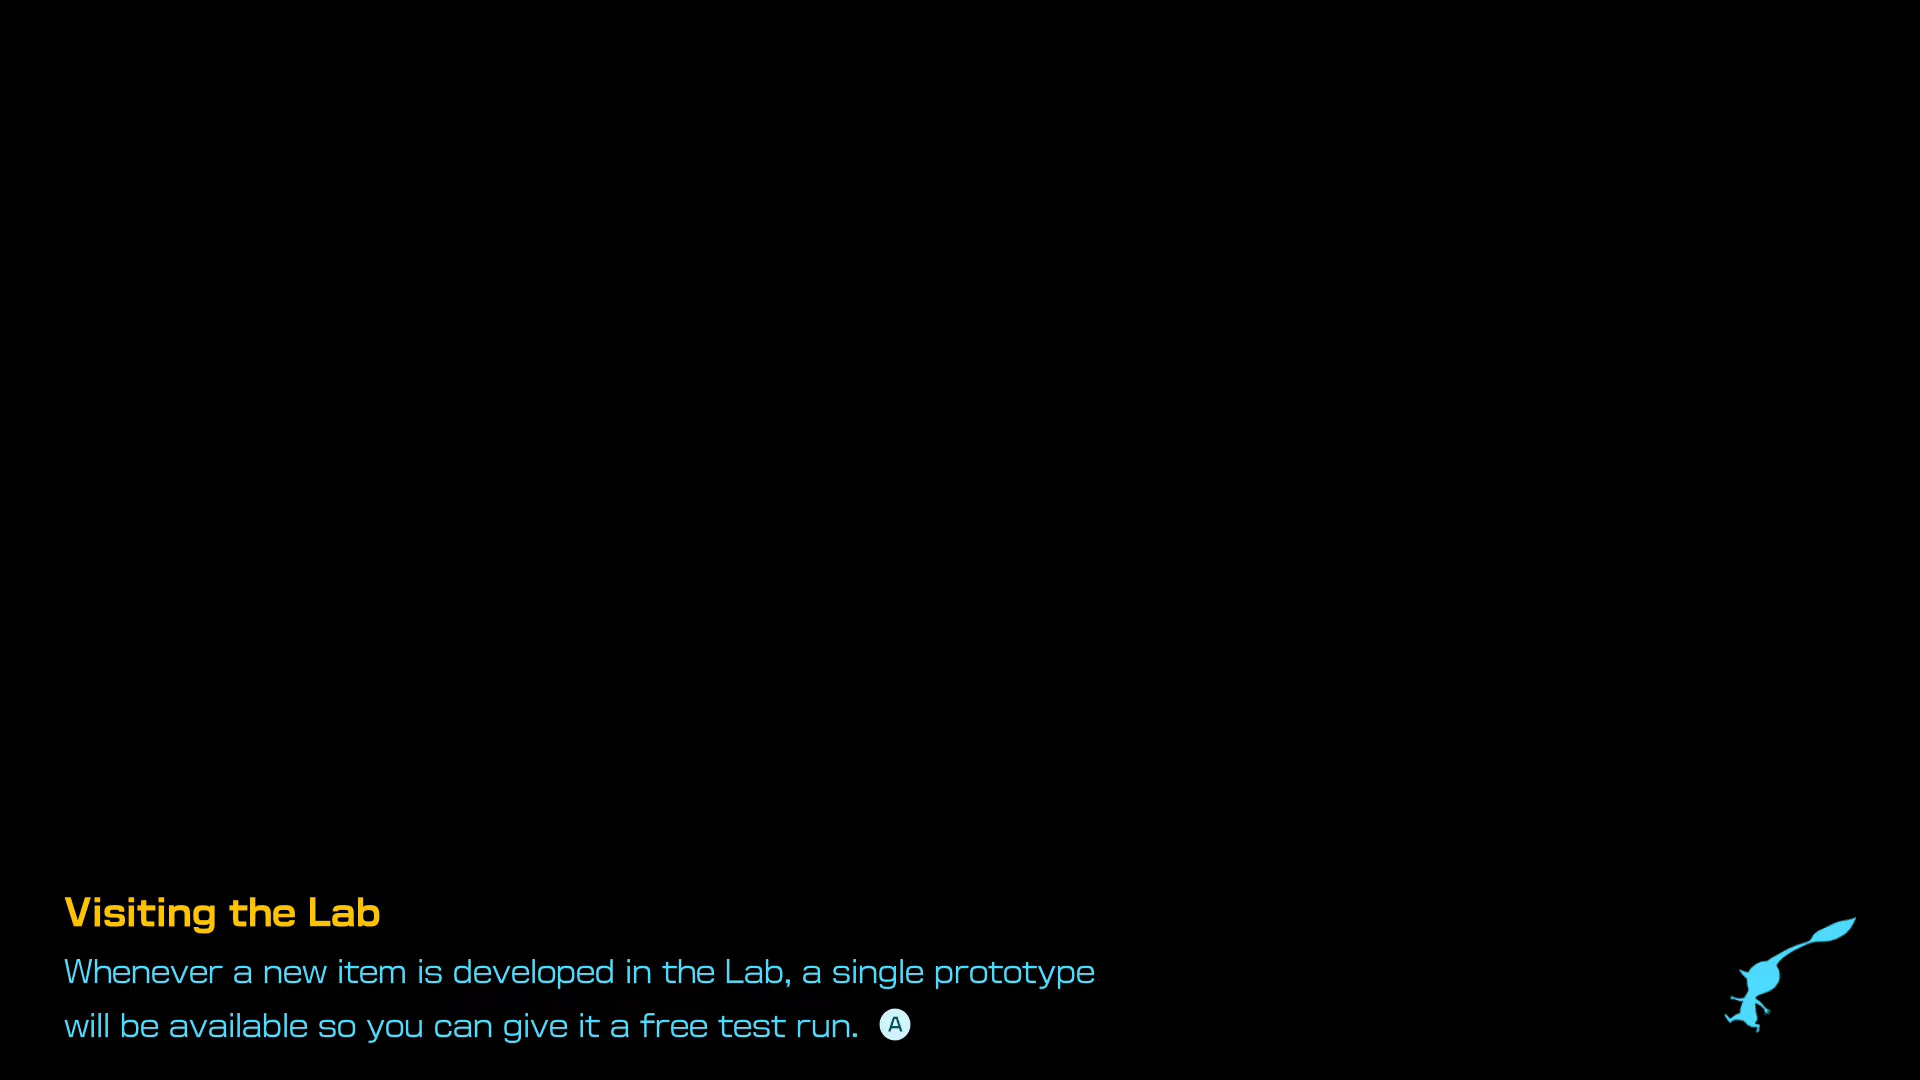 Visiting the Lab
Whenever a new item is developed in the Lab, a single prototype
will be available so you can give it a free test run. A